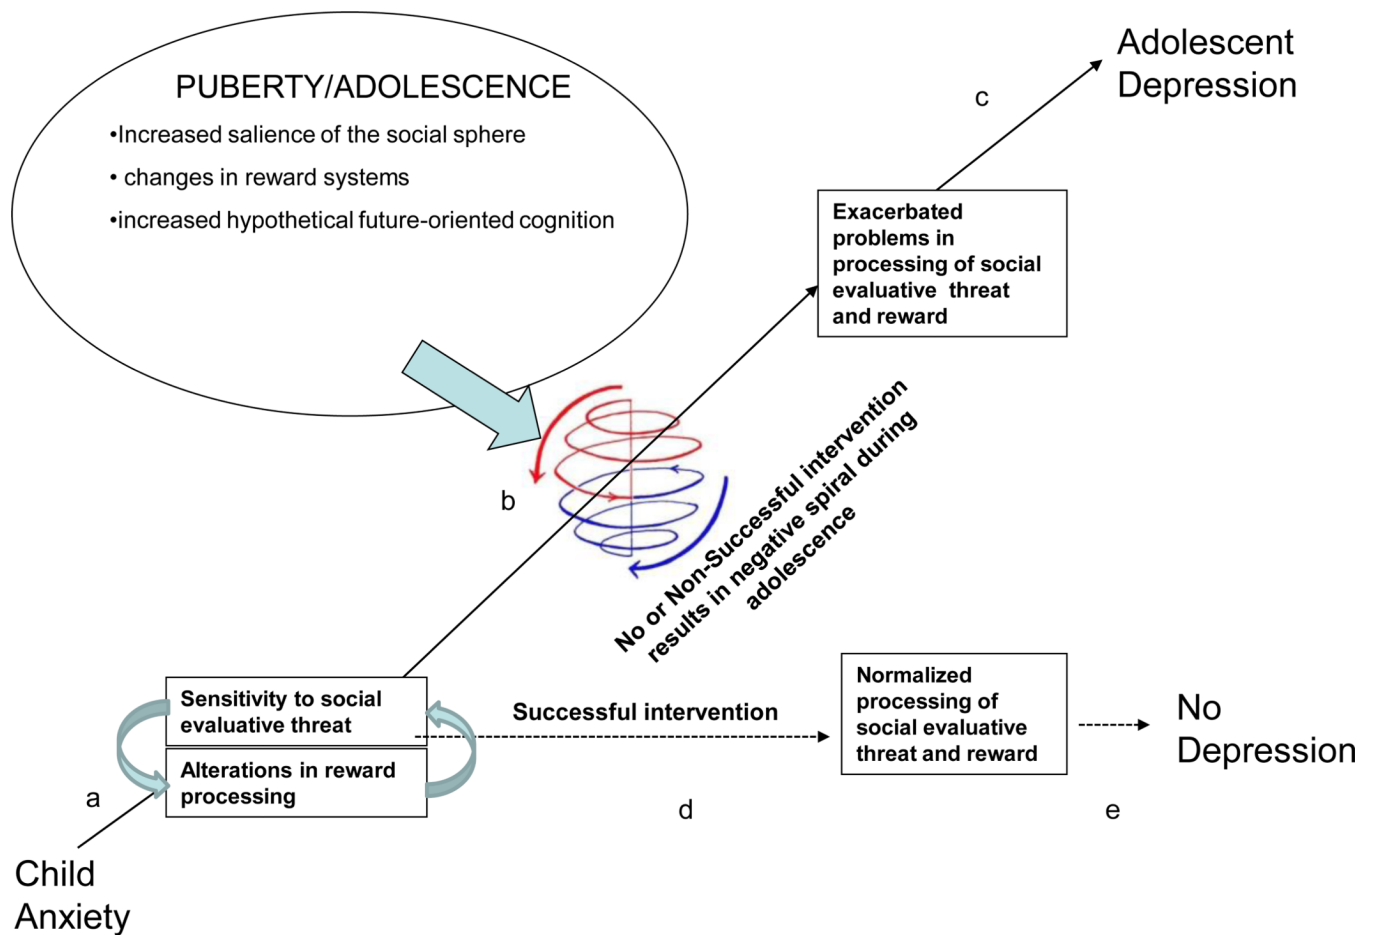 PUBERTY/ADOLESCENCE
•Increased salience of the social sphere
• changes in reward systems
•increased hypothetical future-oriented cognition
Adolescent
Depression
c
Exacerbated
problems in
processing of social
evaluative threat
and reward
b
No or Non-Successful intervention
results in negative spiral during
adolescence
Sensitivity to social
evaluative threat
Alterations in reward
processing
Successful intervention
Normalized
processing of
social evaluative
threat and reward
No
Depression
a
d
e
Child
Anxiety